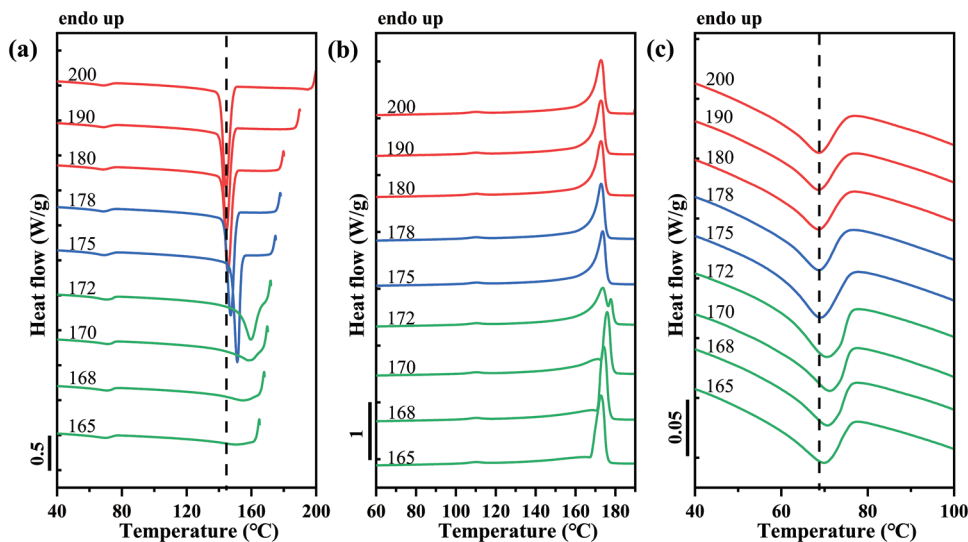 endo up
(a)
200
190
180
178
175
172
170
168
165
0.5
Heat flow (W/g)
40 80 120 160 200
Temperature (℃)
endo up
(b)
200
190
180
178
175
172
170
168
165
1
Heat flow (W/g)
60 80 100 120 140 160 180
Temperature (℃)
endo up
(c)
200
190
180
178
175
172
170
168
165
0.05
Heat flow (W/g)
40 60 80 100
Temperature (℃)